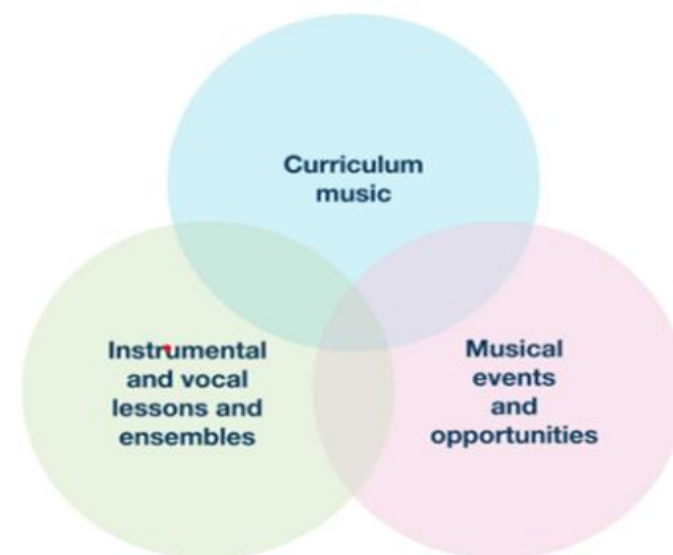 Curriculum
music
Instrumental
and vocal
lessons and
ensembles
Musical
events
and
opportunities